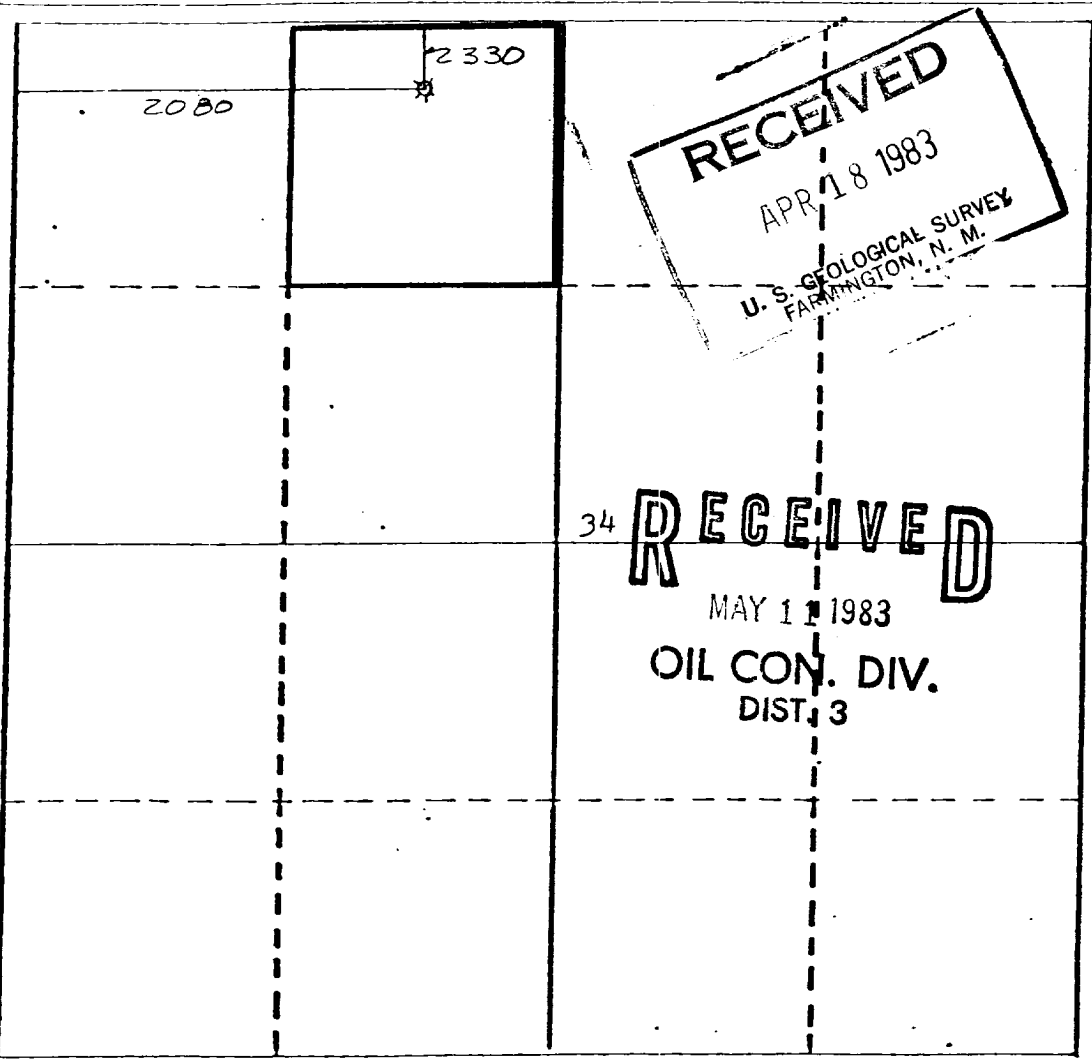 2330
2080
RECEIVED
APR 18 1983
U. S. GEOLOGICAL SURVEY
FARMINGTON, N. M.
34
RECEIVED
MAY 11 1983
OIL CON. DIV.
DIST. 3